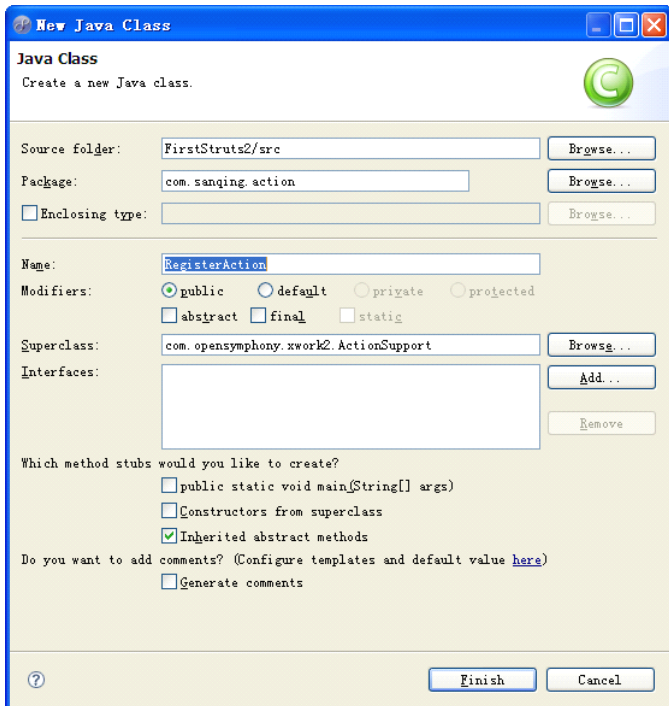 New Java Class
Java Class
Create a new Java class.
Source folder: FirstStruts2/src Browse...
Package: com.sanqing.action Browse...
Enclosing type: Browse...
Name: RegisterAction
Modifiers: public default private protected
abstract final static
Superclass: com.opensymphony.xwork2.ActionSupport Browse...
Interfaces: Add...
Remove
Which method stubs would you like to create?
public static void main(String[] args)
Constructors from superclass
Inherited abstract methods
Do you want to add comments? (Configure templates and default value here)
Generate comments
? Finish Cancel